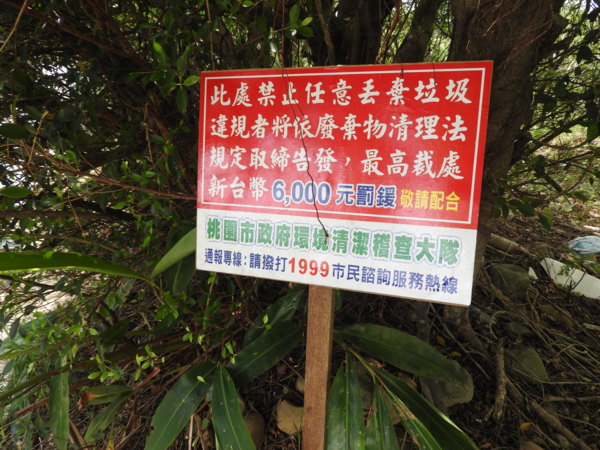 此處禁止任意丟棄垃圾
違規者將依廢棄物清理法
規定取締告發，最高裁處
新台幣6,000元罰鍰 敬請配合
桃園市政府環境清潔稽查大隊
通報專線：請撥打1999市民諮詢服務熱線